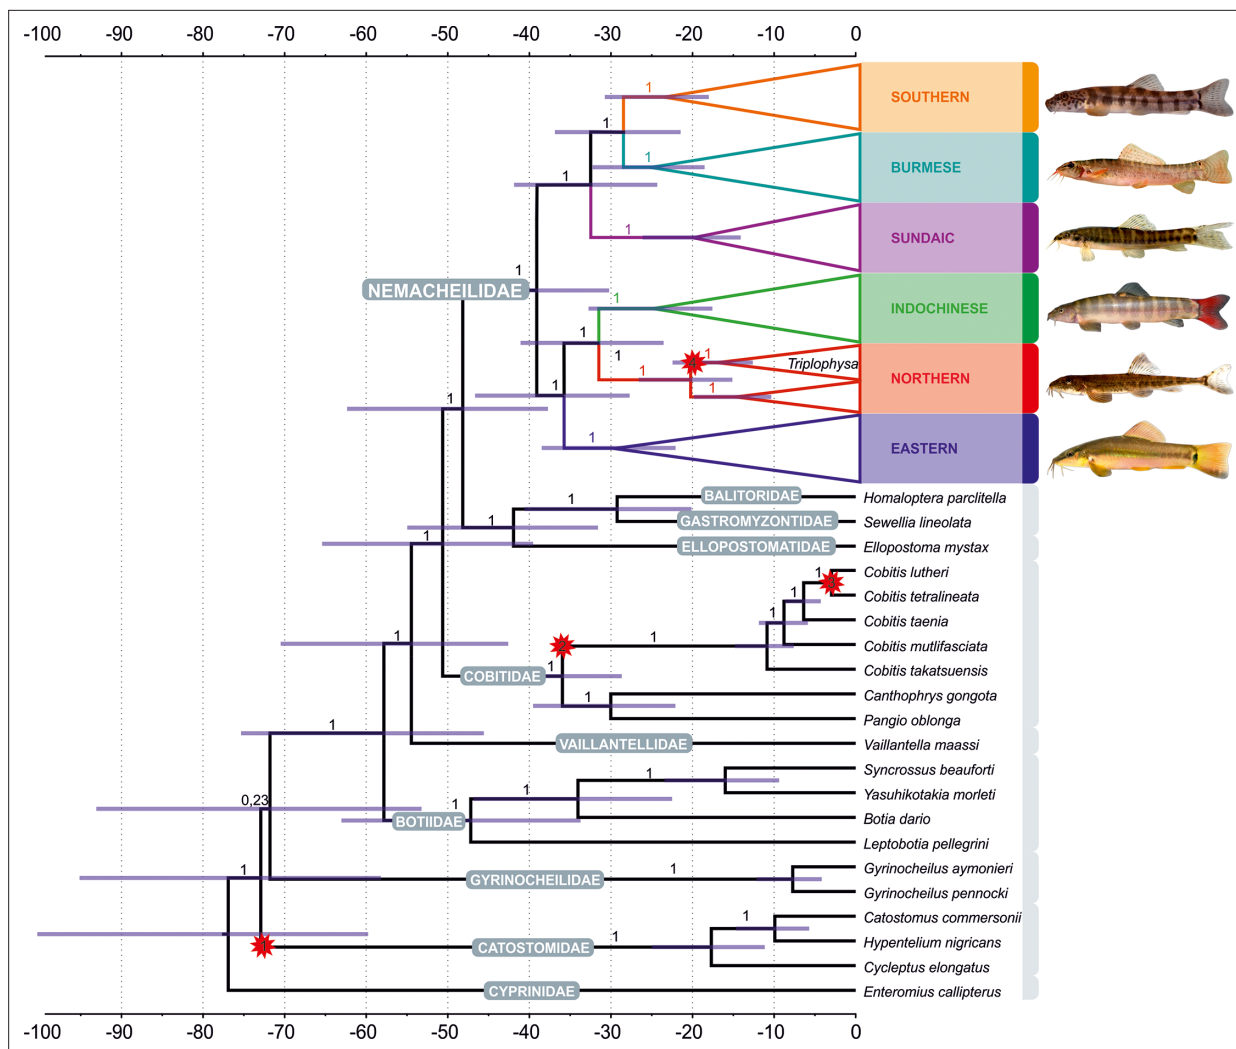 -100 -90 -80 -70 -60 -50 -40 -30 -20 -10 0
1
SOUTHERN
1
1
BURMESE
1
1
SUNDAIC
1
NEMACHEILIDAE
1
INDOCHINESE
1
1
1
4
Triplophysa
1
NORTHERN
1
1
1
EASTERN
1
BALITORIDAE
Homaloptera parclitella
1
GASTROMYZONTIDAE
Sewellia lineolata
1
ELLOPOSTOMATIDAE
Ellopostoma mystax
1
Cobitis lutheri
1
Cobitis tetralineata
1
Cobitis taenia
1
2
1
Cobitis mutlifasciata
COBITIDAE
1
Cobitis takatsuensis
1
Canthophrys gongota
Pangio oblonga
1
VAILLANTELLIDAE
Vaillantella maassi
1
Syncrossus beauforti
1
Yasuhikotakia morleti
0,23
BOTIIDAE
1
Botia dario
Leptobotia pellegrini
1
GYRINOCHEILIDAE
1
Gyrinocheilus aymonieri
Gyrinocheilus pennocki
1
Catostomus commersonii
1
CATOSTOMIDAE
1
Hypentelium nigricans
Cycleptus elongatus
CYPRINIDAE
Enteromius callipterus
-100 -90 -80 -70 -60 -50 -40 -30 -20 -10 0